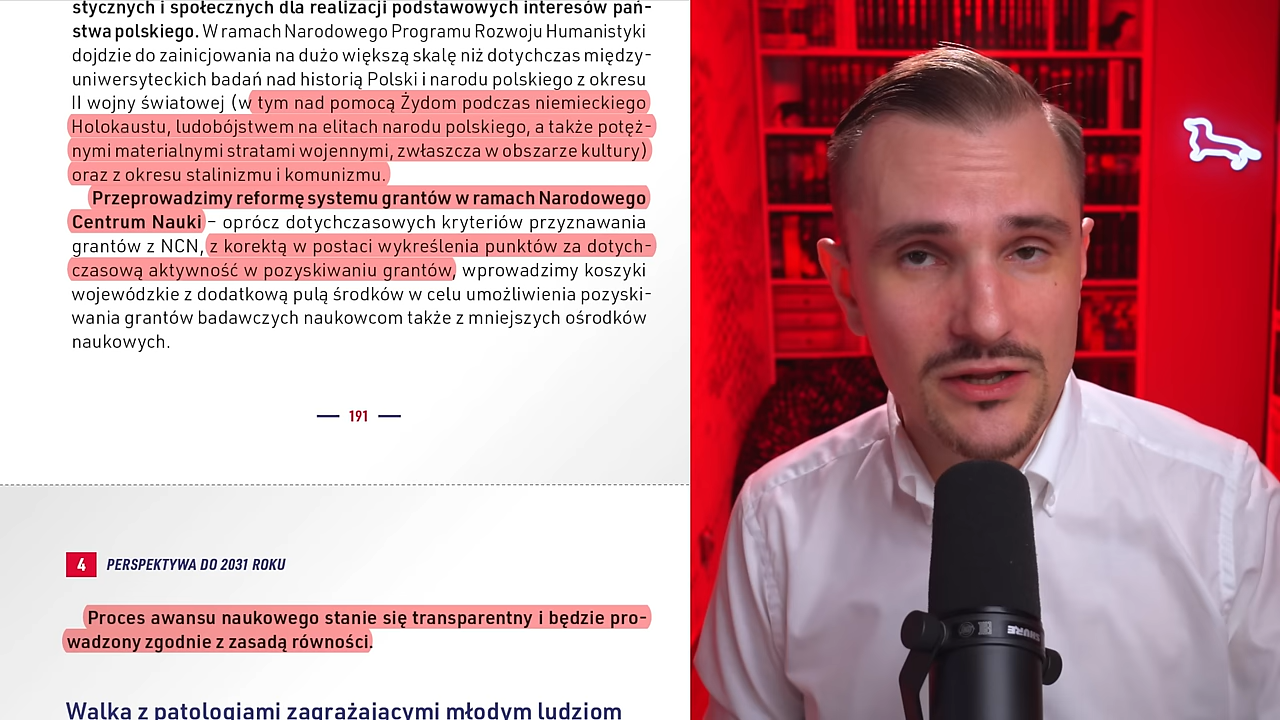 stycznych i społecznych dla realizacji podstawowych interesów pań-
stwa polskiego. W ramach Narodowego Programu Rozwoju Humanistyki
dojdzie do zainicjowania na dużo większą skalę niż dotychczas między-
uniwersyteckich badań nad historią Polski i narodu polskiego z okresu
II wojny światowej (w tym nad pomocą Żydom podczas niemieckiego
Holokaustu, ludobójstwem na elitach narodu polskiego, a także potęż-
nymi materialnymi stratami wojennymi, zwłaszcza w obszarze kultury)
oraz z okresu stalinizmu i komunizmu.
Przeprowadzimy reformę systemu grantów w ramach Narodowego
Centrum Nauki – oprócz dotychczasowych kryteriów przyznawania
grantów z NCN, z korektą w postaci wykreślenia punktów za dotych-
czasową aktywność w pozyskiwaniu grantów, wprowadzimy koszyki
wojewódzkie z dodatkową pulą środków w celu umożliwienia pozyski-
wania grantów badawczych naukowcom także z mniejszych ośrodków
naukowych.
191
4 PERSPEKTYWA DO 2031 ROKU
Proces awansu naukowego stanie się transparentny i będzie pro-
wadzony zgodnie z zasadą równości.
Walka z patologiami zagrażającymi młodym ludziom
SHURE